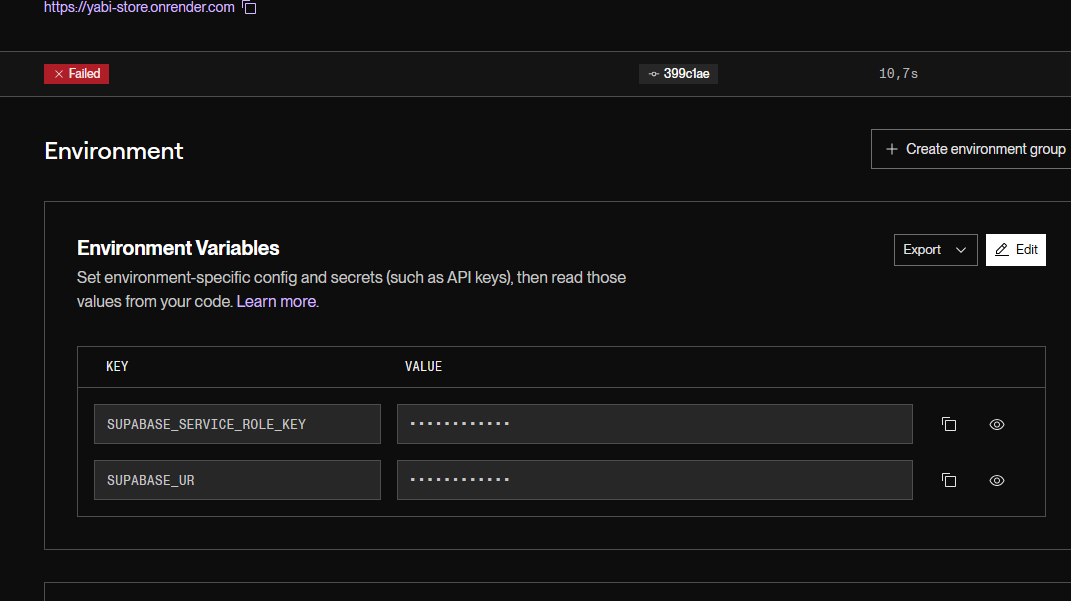 https://yabi-store.onrender.com
Failed 399c1ae 10,7s
Environment
Create environment group
Environment Variables
Export Edit
Set environment-specific config and secrets (such as API keys), then read those
values from your code. Learn more.
KEY VALUE
SUPABASE_SERVICE_ROLE_KEY ••••••••••••
SUPABASE_UR ••••••••••••